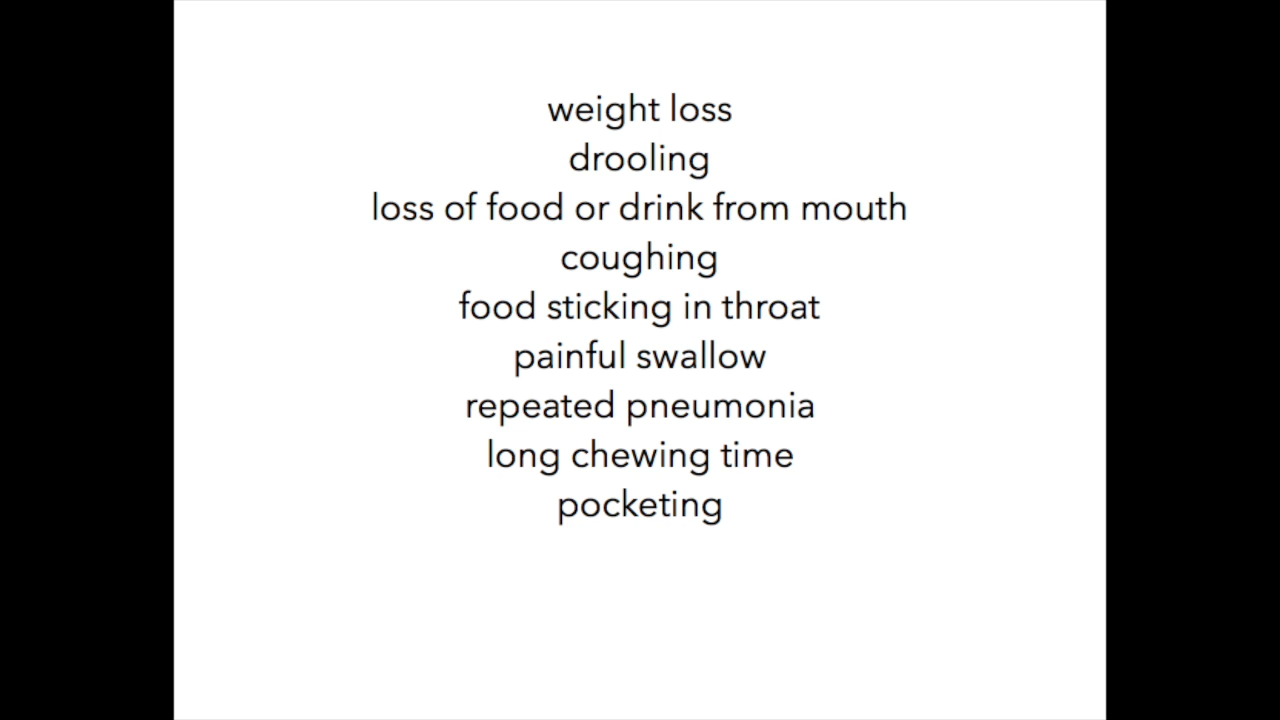 weight loss
drooling
loss of food or drink from mouth
coughing
food sticking in throat
painful swallow
repeated pneumonia
long chewing time
pocketing